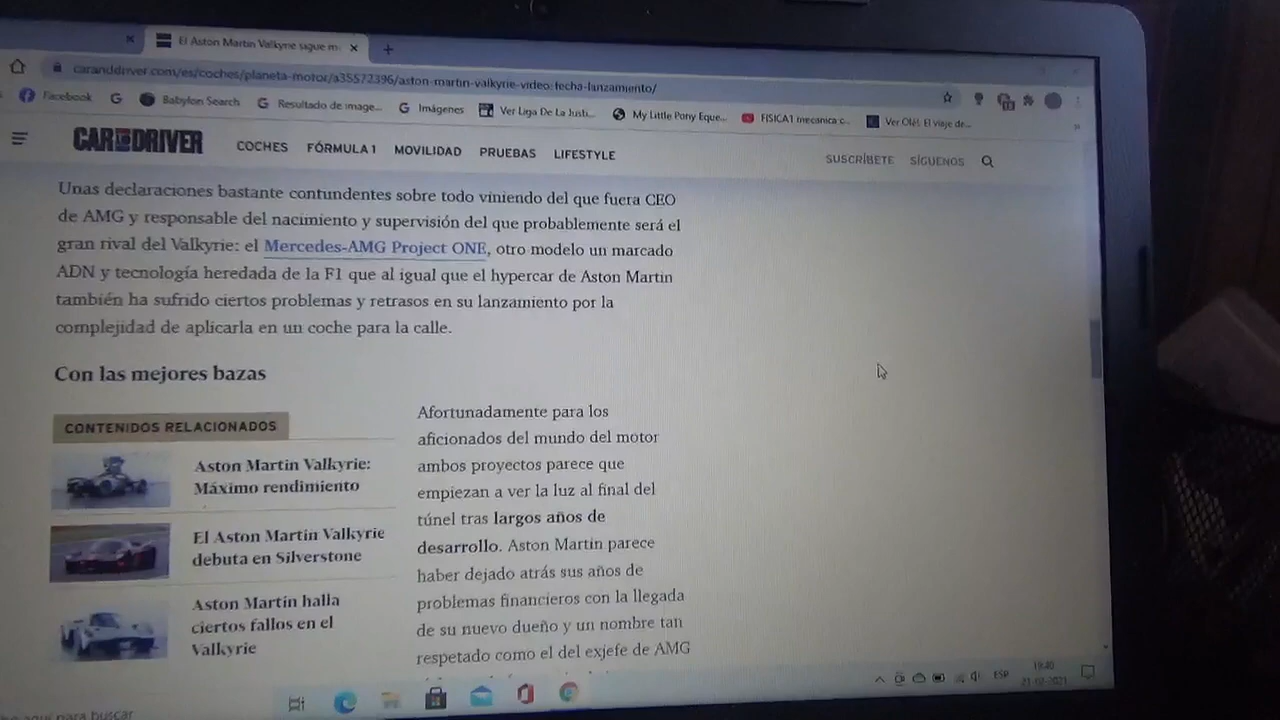 El Aston Martin Valkyrie sigue m
caranddriver.com/es/coches/planeta-motor/a35572396/aston-martin-valkyrie-video-fecha-lanzamiento/
Facebook G Babylon Search G Resultado de image... G Imágenes Ver Liga De La Justi... My Little Pony Eque... FISICA1 mecanica c... Ver Olé!. El viaje de...
CAR AND DRIVER COCHES FÓRMULA 1 MOVILIDAD PRUEBAS LIFESTYLE SUSCRÍBETE SÍGUENOS
Unas declaraciones bastante contundentes sobre todo viniendo del que fuera CEO
de AMG y responsable del nacimiento y supervisión del que probablemente será el
gran rival del Valkyrie: el Mercedes-AMG Project ONE, otro modelo un marcado
ADN y tecnología heredada de la F1 que al igual que el hypercar de Aston Martin
también ha sufrido ciertos problemas y retrasos en su lanzamiento por la
complejidad de aplicarla en un coche para la calle.
Con las mejores bazas
CONTENIDOS RELACIONADOS
Aston Martin Valkyrie:
Máximo rendimiento
El Aston Martin Valkyrie
debuta en Silverstone
Aston Martin halla
ciertos fallos en el
Valkyrie
Afortunadamente para los
aficionados del mundo del motor
ambos proyectos parece que
empiezan a ver la luz al final del
túnel tras largos años de
desarrollo. Aston Martin parece
haber dejado atrás sus años de
problemas financieros con la llegada
de su nuevo dueño y un nombre tan
respetado como el del exjefe de AMG
aquí para buscar
ESP
19:40
21-02-2021